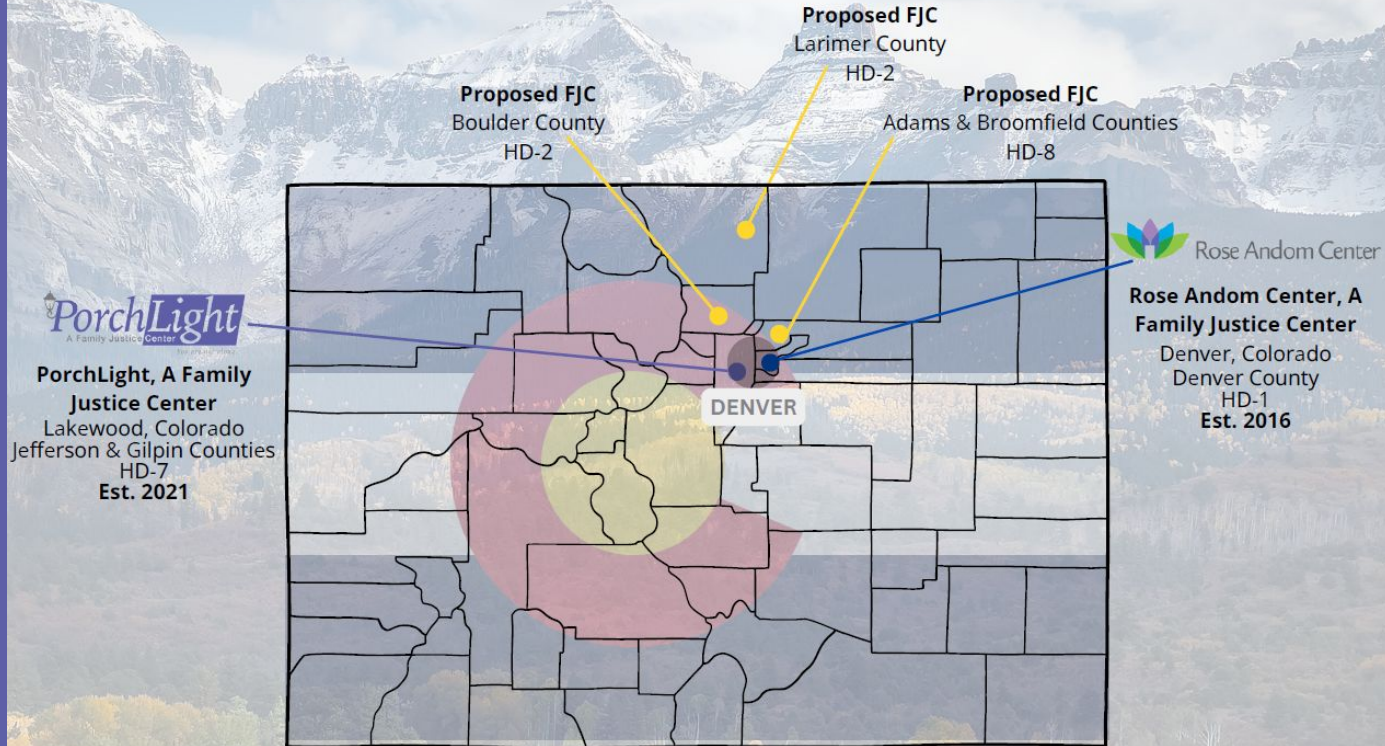 Proposed FJC
Larimer County
HD-2
Proposed FJC
Boulder County
HD-2
Proposed FJC
Adams & Broomfield Counties
HD-8
PorchLight
A Family Justice Center
PorchLight, A Family
Justice Center
Lakewood, Colorado
Jefferson & Gilpin Counties
HD-7
Est. 2021
DENVER
Rose Andom Center
Rose Andom Center, A
Family Justice Center
Denver, Colorado
Denver County
HD-1
Est. 2016